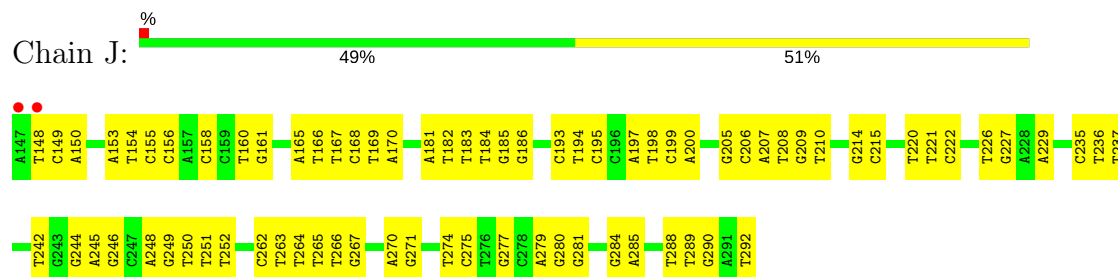 %
Chain J:
49% 51%
A147 T148 C149 A150 A153 T154 C155 C156 A157 C158 C159 T160 G161 A165 T166 T167 C168 T169 A170 A181 T182 T183 T184 G185 G186 C193 T194 C195 C196 A197 T198 C199 A200 G205 C206 A207 T208 G209 T210 G214 C215 T220 T221 C222 T226 G227 A228 A229 C235 T236 T237
T242 G243 G244 A245 G246 C247 A248 G249 T250 T251 T252 C262 T263 T264 T265 T266 G267 A270 G271 T274 C275 T276 G277 C278 A279 G280 G281 G284 A285 T288 T289 G290 A291 T292